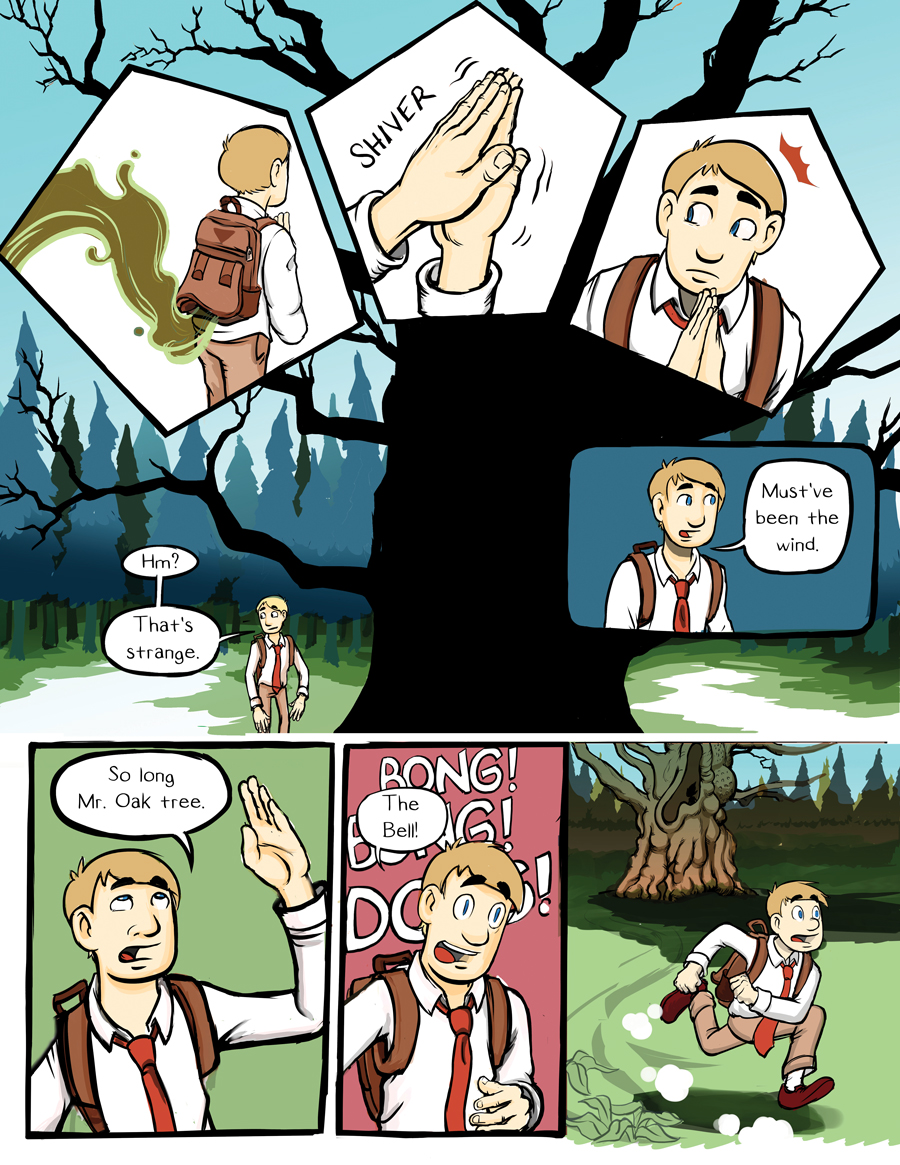 SHIVER
Hm?
That's
strange.
Must've
been the
wind.
So long
Mr. Oak tree.
BONG!
The
Bell!